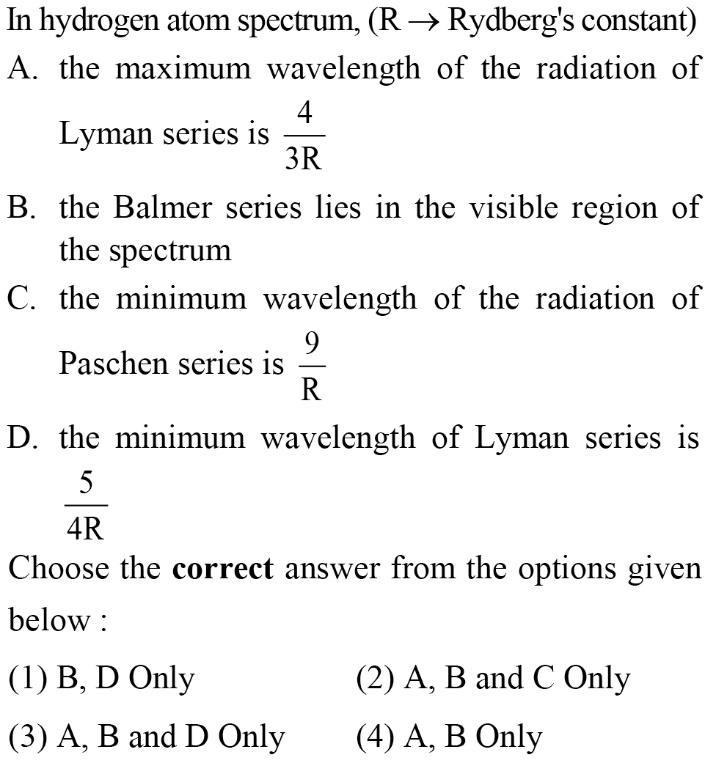 In hydrogen atom spectrum, (R → Rydberg's constant)
A. the maximum wavelength of the radiation of
Lyman series is 4/3R
B. the Balmer series lies in the visible region of
the spectrum
C. the minimum wavelength of the radiation of
Paschen series is 9/R
D. the minimum wavelength of Lyman series is
5/4R
Choose the correct answer from the options given
below :
(1) B, D Only (2) A, B and C Only
(3) A, B and D Only (4) A, B Only